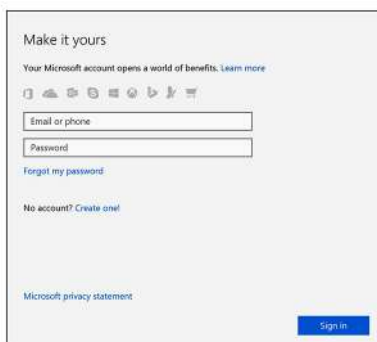 Make it yours
Your Microsoft account opens a world of benefits. Learn more
Email or phone
Password
Forgot my password
No account? Create one!
Microsoft privacy statement
Sign in